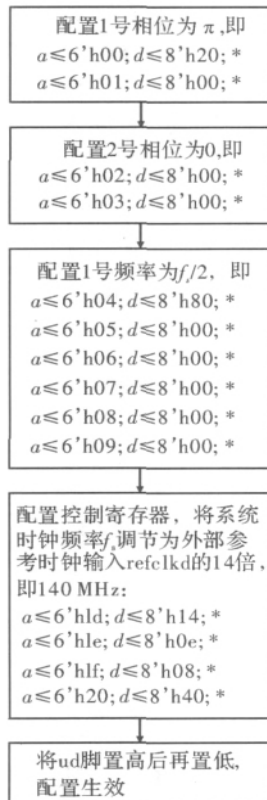 配置1号相位为π,即
a≤6'h00;d≤8'h20;*
a≤6'h01;d≤8'h00;*
配置2号相位为0,即
a≤6'h02;d≤8'h00;*
a≤6'h03;d≤8'h00;*
配置1号频率为fs/2，即
a≤6'h04;d≤8'h80;*
a≤6'h05;d≤8'h00;*
a≤6'h06;d≤8'h00;*
a≤6'h07;d≤8'h00;*
a≤6'h08;d≤8'h00;*
a≤6'h09;d≤8'h00;*
配置控制寄存器，将系统
时钟频率fs调节为外部参
考时钟输入refclkd的14倍，
即140 MHz：
a≤6'hld;d≤8'h14;*
a≤6'hle;d≤8'h0e;*
a≤6'hlf;d≤8'h08;*
a≤6'h20;d≤8'h40;*
将ud脚置高后再置低，
配置生效